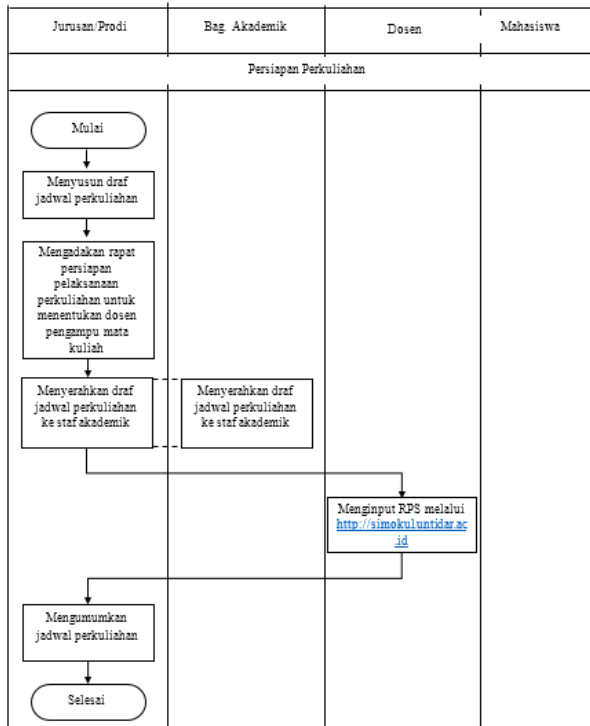 Jurusan/Prodi
Bag. Akademik
Dosen
Mahasiswa
Persiapan Perkuliahan
Mulai
Menyusun draf
jadwal perkuliahan
Mengadakan rapat
persiapan
pelaksanaan
perkuliahan untuk
menentukan dosen
pengampu mata
kuliah
Menyerahkan draf
jadwal perkuliahan
ke staf akademik
Menyerahkan draf
jadwal perkuliahan
ke staf akademik
Menginput RPS melalui
http://simokul.untidar.ac
.id
Mengumumkan
jadwal perkuliahan
Selesai